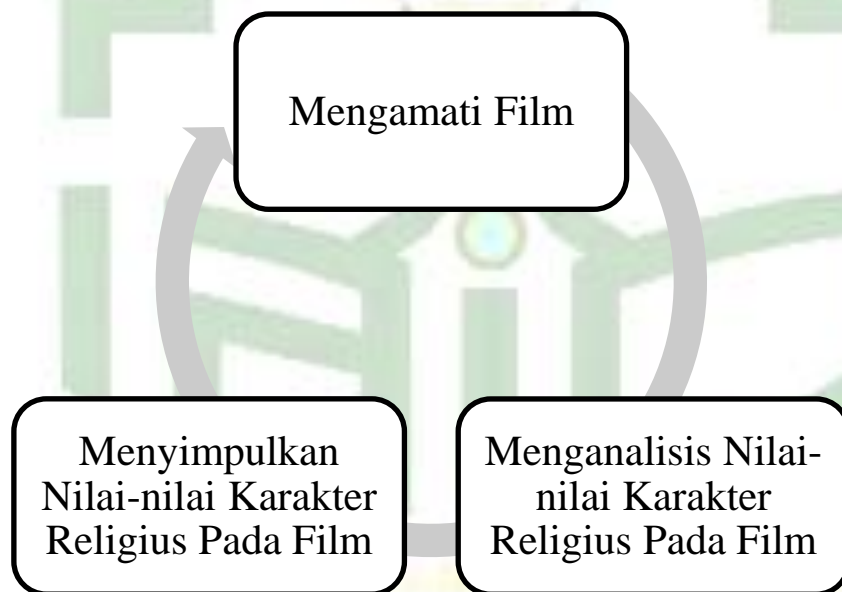 Mengamati Film
Menganalisis Nilai-
nilai Karakter
Religius Pada Film
Menyimpulkan
Nilai-nilai Karakter
Religius Pada Film